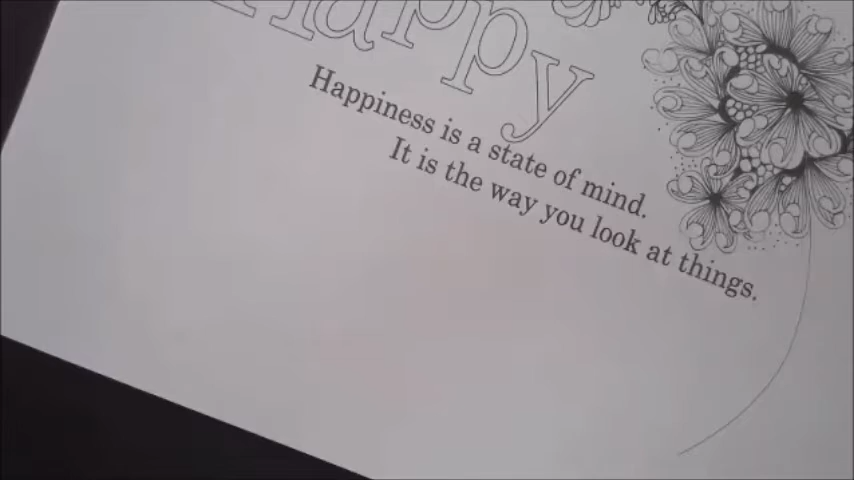 Happy
Happiness is a state of mind.
It is the way you look at things.